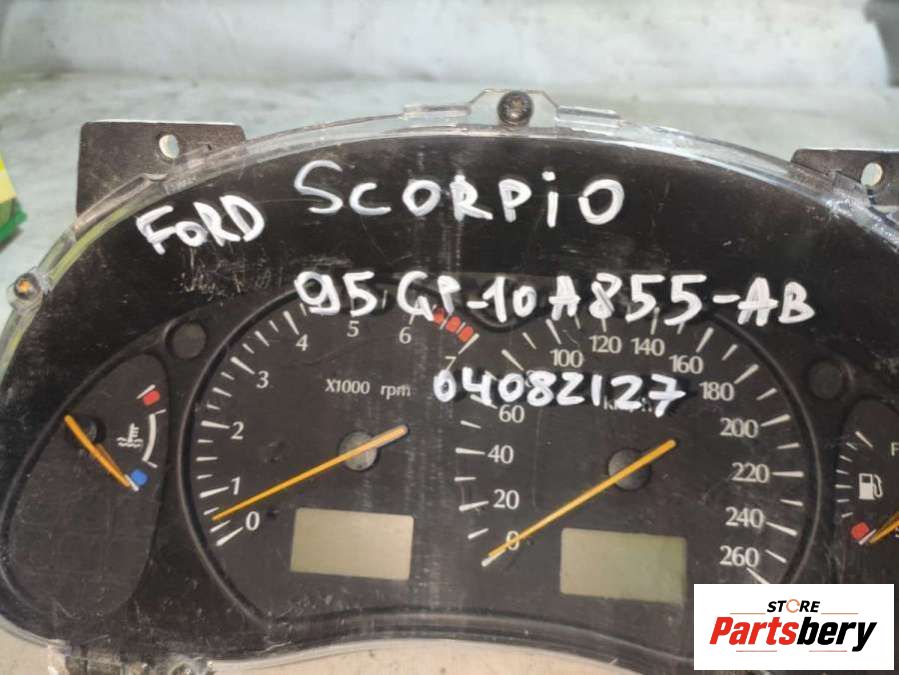 FORD SCORPIO
95GP-10A855-AB
04082127
X1000 rpm
0 1 2 3 4 5 6 7
km/h
0 20 40 60 100 120 140 160 180 200 220 240 260
F
STORE
Partsbery